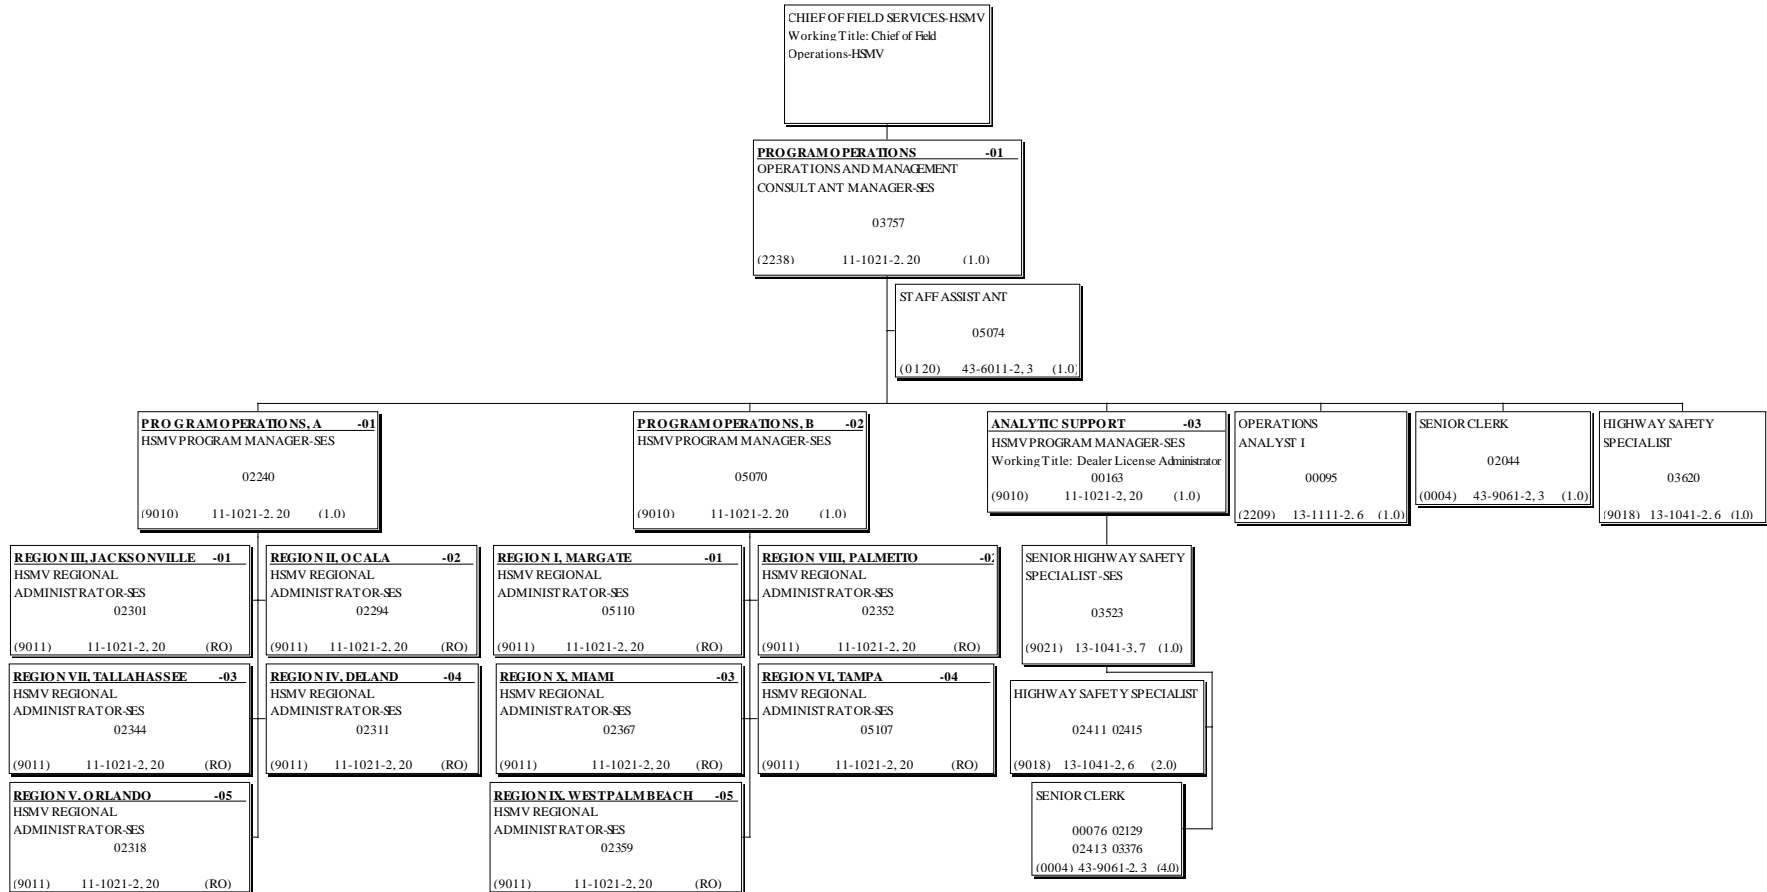 CHIEF OF FIELD SERVICES-HSMV
Working Title: Chief of Field
Operations-HSMV
PROGRAM OPERATIONS -01
OPERATIONS AND MANAGEMENT
CONSULTANT MANAGER-SES
03757
(2238) 11-1021-2, 20 (1.0)
STAFF ASSISTANT
05074
(0120) 43-6011-2, 3 (1.0)
PROGRAM OPERATIONS, A -01
HSMV PROGRAM MANAGER-SES
02240
(9010) 11-1021-2, 20 (1.0)
PROGRAM OPERATIONS, B -02
HSMV PROGRAM MANAGER-SES
05070
(9010) 11-1021-2, 20 (1.0)
ANALYTIC SUPPORT -03
HSMV PROGRAM MANAGER-SES
Working Title: Dealer License Administrator
00163
(9010) 11-1021-2, 20 (1.0)
OPERATIONS
ANALYST I
00095
(2209) 13-1111-2, 6 (1.0)
SENIOR CLERK
02044
(0004) 43-9061-2, 3 (1.0)
HIGHWAY SAFETY
SPECIALIST
03620
(9018) 13-1041-2, 6 (1.0)
REGION III, JACKSONVILLE -01
HSMV REGIONAL
ADMINISTRATOR-SES
02301
(9011) 11-1021-2, 20 (RO)
REGION II, OCALA -02
HSMV REGIONAL
ADMINISTRATOR-SES
02294
(9011) 11-1021-2, 20 (RO)
REGION I, MARGATE -01
HSMV REGIONAL
ADMINISTRATOR-SES
05110
(9011) 11-1021-2, 20 (RO)
REGION VIII, PALMETTO -02
HSMV REGIONAL
ADMINISTRATOR-SES
02352
(9011) 11-1021-2, 20 (RO)
SENIOR HIGHWAY SAFETY
SPECIALIST-SES
03523
(9021) 13-1041-3, 7 (1.0)
REGION VII, TALLAHASSEE -03
HSMV REGIONAL
ADMINISTRATOR-SES
02344
(9011) 11-1021-2, 20 (RO)
REGION IV, DELAND -04
HSMV REGIONAL
ADMINISTRATOR-SES
02311
(9011) 11-1021-2, 20 (RO)
REGION X, MIAMI -03
HSMV REGIONAL
ADMINISTRATOR-SES
02367
(9011) 11-1021-2, 20 (RO)
REGION VI, TAMPA -04
HSMV REGIONAL
ADMINISTRATOR-SES
05107
(9011) 11-1021-2, 20 (RO)
HIGHWAY SAFETY SPECIALIST
02411 02415
(9018) 13-1041-2, 6 (2.0)
REGION V, ORLANDO -05
HSMV REGIONAL
ADMINISTRATOR-SES
02318
(9011) 11-1021-2, 20 (RO)
REGION IX, WEST PALM BEACH -05
HSMV REGIONAL
ADMINISTRATOR-SES
02359
(9011) 11-1021-2, 20 (RO)
SENIOR CLERK
00076 02129
02413 03376
(0004) 43-9061-2, 3 (4.0)